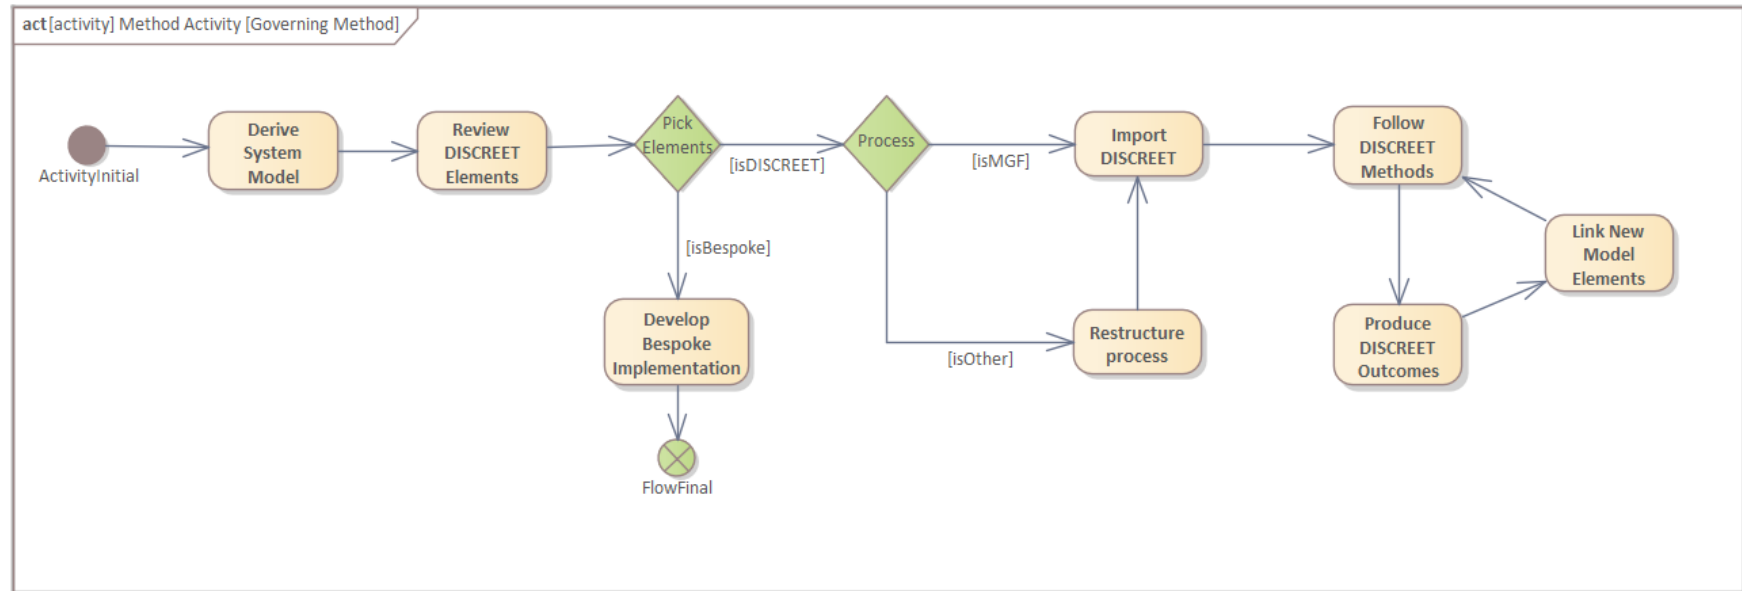 act [activity] Method Activity [Governing Method]
ActivityInitial
Derive
System
Model
Review
DISCREET
Elements
Pick
Elements
[isDISCREET]
Process
[isMGF]
Import
DISCREET
Follow
DISCREET
Methods
Link New
Model
Elements
[isBespoke]
Develop
Bespoke
Implementation
[isOther]
Restructure
process
Produce
DISCREET
Outcomes
FlowFinal